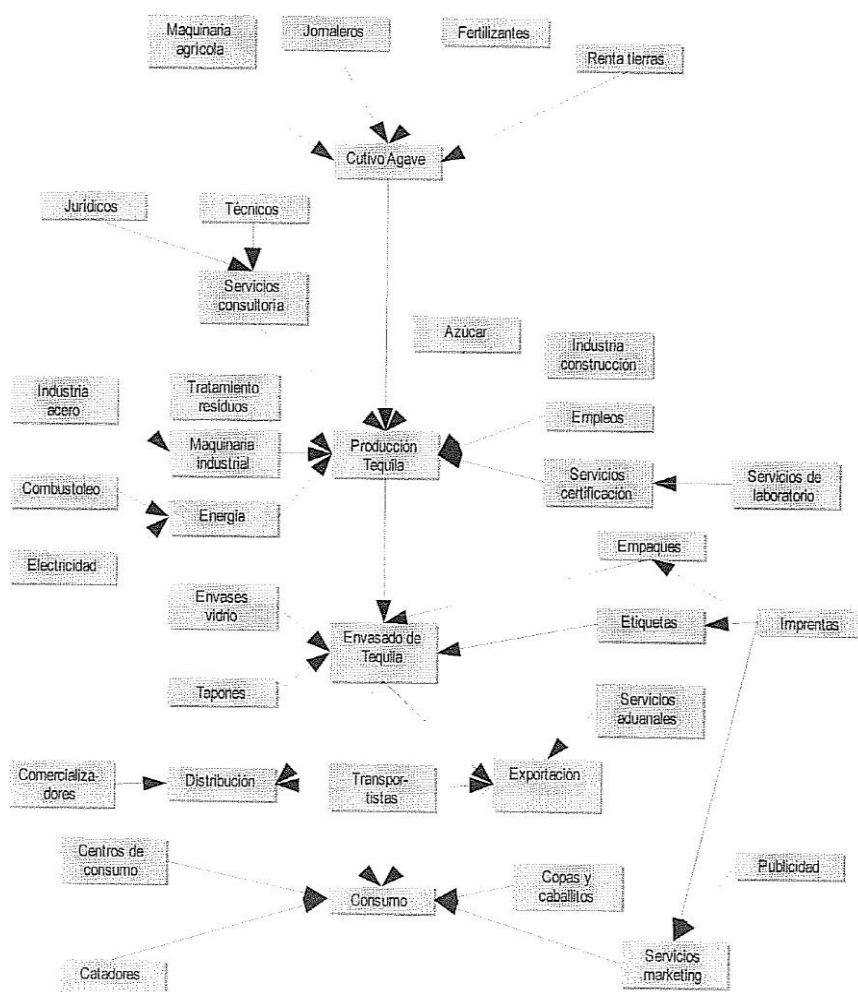 Maquinaria
agrícola
Jornaleros
Fertilizantes
Renta tierras
Cutivo Agave
Jurídicos
Técnicos
Servicios
consultoria
Azúcar
Industria
construcción
Industria
acero
Tratamiento
resíduos
Maquinaria
industrial
Producción
Tequila
Empleos
Servicios
certificación
Servicios de
laboratorio
Combustoleo
Energía
Electricidad
Empaques
Envases
vidrio
Envasado de
Tequila
Etiquetas
Imprentas
Tapones
Servicios
aduanales
Comercializa-
dores
Distribución
Transpor-
tistas
Exportación
Centros de
consumo
Consumo
Copas y
caballitos
Publicidad
Catadores
Servicios
marketing